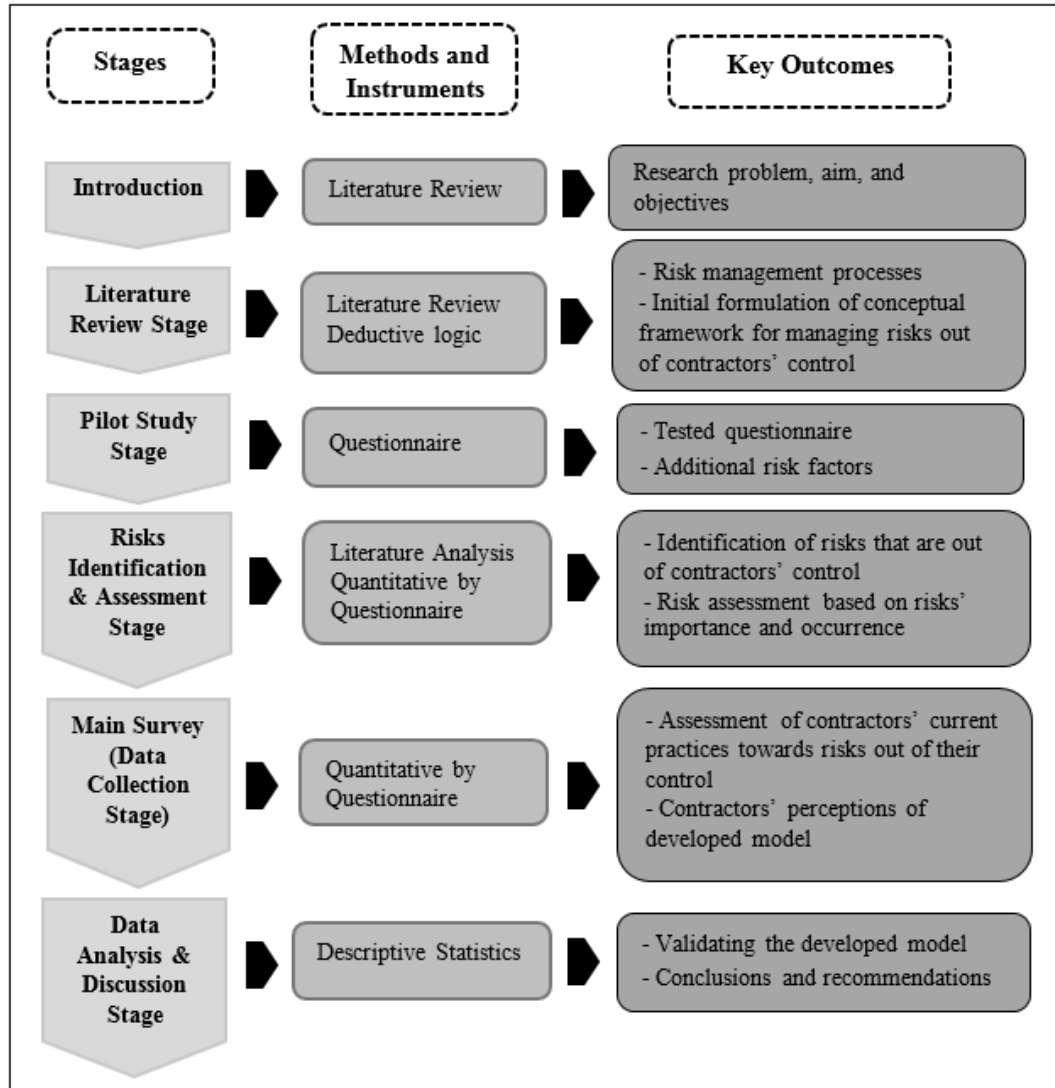 Stages
Methods and
Instruments
Key Outcomes
Introduction
Literature Review
Research problem, aim, and
objectives
Literature
Review Stage
Literature Review
Deductive logic
- Risk management processes
- Initial formulation of conceptual
framework for managing risks out
of contractors’ control
Pilot Study
Stage
Questionnaire
- Tested questionnaire
- Additional risk factors
Risks
Identification
& Assessment
Stage
Literature Analysis
Quantitative by
Questionnaire
- Identification of risks that are out
of contractors’ control
- Risk assessment based on risks’
importance and occurrence
Main Survey
(Data
Collection
Stage)
Quantitative by
Questionnaire
- Assessment of contractors’ current
practices towards risks out of their
control
- Contractors’ perceptions of
developed model
Data
Analysis &
Discussion
Stage
Descriptive Statistics
- Validating the developed model
- Conclusions and recommendations